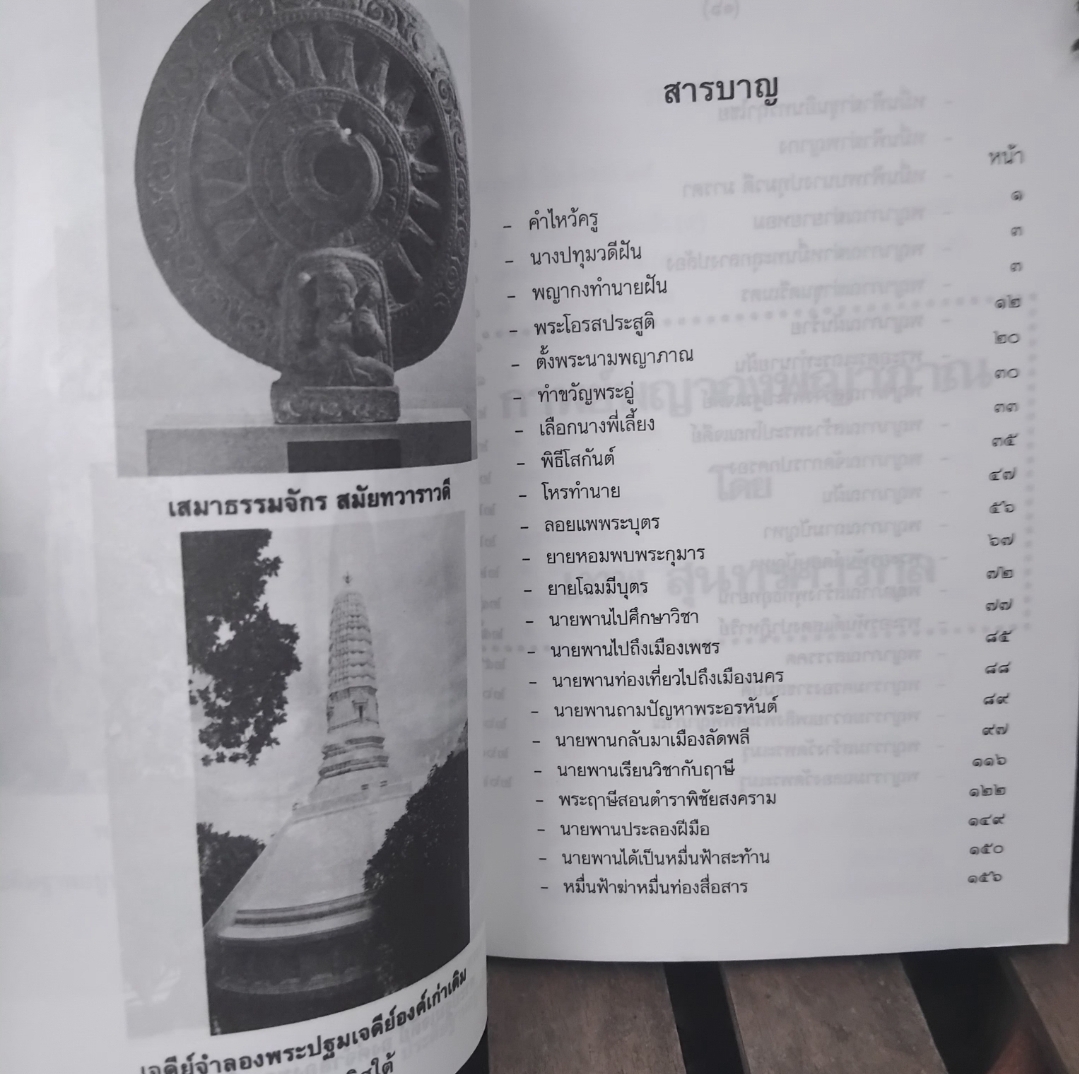 เสมาธรรมจักร สมัยทวาราวดี
เจดีย์จำลองพระปฐมเจดีย์องค์เก่าเดิม
สารบาญ
หน้า
- คำไหว้ครู ๑
- นางปทุมวดีฝัน ๓
- พญากงทำนายฝัน ๓
- พระโอรสประสูติ ๑๒
- ตั้งพระนามพญาภาณ ๒๐
- ทำขวัญพระอู่ ๓๐
- เลือกนางพี่เลี้ยง ๓๓
- พิธีโสกันต์ ๓๕
- โหรทำนาย ๔๗
- ลอยแพพระบุตร ๕๖
- ยายหอมพบพระกุมาร ๖๗
- ยายโฉมมีบุตร ๗๒
- นายพานไปศึกษาวิชา ๗๗
- นายพานไปถึงเมืองเพชร ๘๕
- นายพานท่องเที่ยวไปถึงเมืองนคร ๘๘
- นายพานถามปัญหาพระอรหันต์ ๘๙
- นายพานกลับมาเมืองลัดพลี ๙๗
- นายพานเรียนวิชากับฤาษี ๑๑๖
- พระฤาษีสอนตำราพิชัยสงคราม ๑๒๒
- นายพานประลองฝีมือ ๑๔๙
- นายพานได้เป็นหมื่นฟ้าสะท้าน ๑๕๐
- หมื่นฟ้าฆ่าหมื่นท่องสื่อสาร ๑๕๖